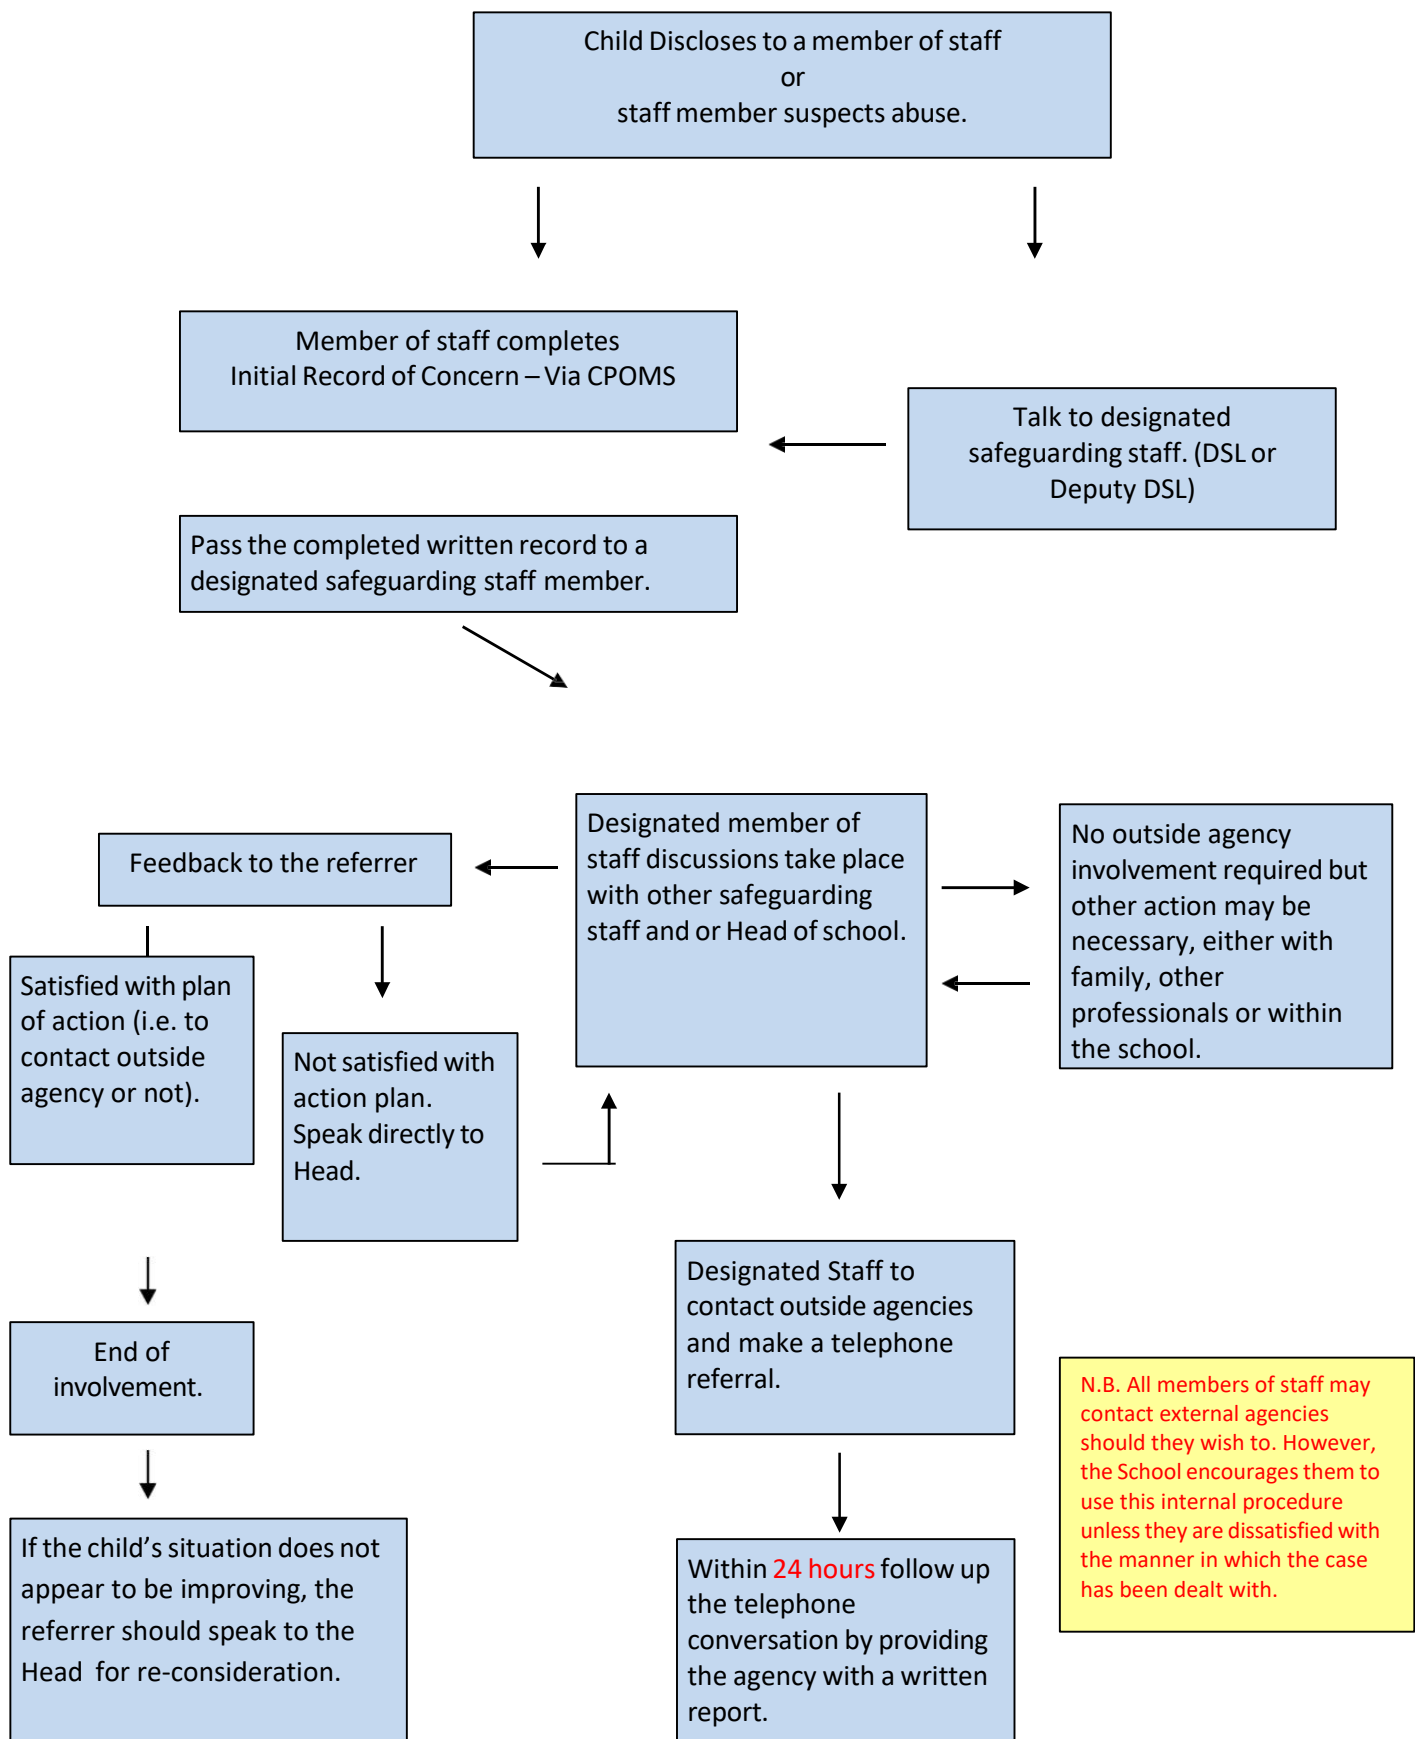 Child Discloses to a member of staff
or
staff member suspects abuse.
Member of staff completes
Initial Record of Concern – Via CPOMS
Talk to designated
safeguarding staff. (DSL or
Deputy DSL)
Pass the completed written record to a
designated safeguarding staff member.
Feedback to the referrer
Designated member of
staff discussions take place
with other safeguarding
staff and or Head of school.
No outside agency
involvement required but
other action may be
necessary, either with
family, other
professionals or within
the school.
Satisfied with plan
of action (i.e. to
contact outside
agency or not).
Not satisfied with
action plan.
Speak directly to
Head.
Designated Staff to
contact outside agencies
and make a telephone
referral.
End of
involvement.
N.B. All members of staff may
contact external agencies
should they wish to. However,
the School encourages them to
use this internal procedure
unless they are dissatisfied with
the manner in which the case
has been dealt with.
If the child’s situation does not
appear to be improving, the
referrer should speak to the
Head for re-consideration.
Within 24 hours follow up
the telephone
conversation by providing
the agency with a written
report.